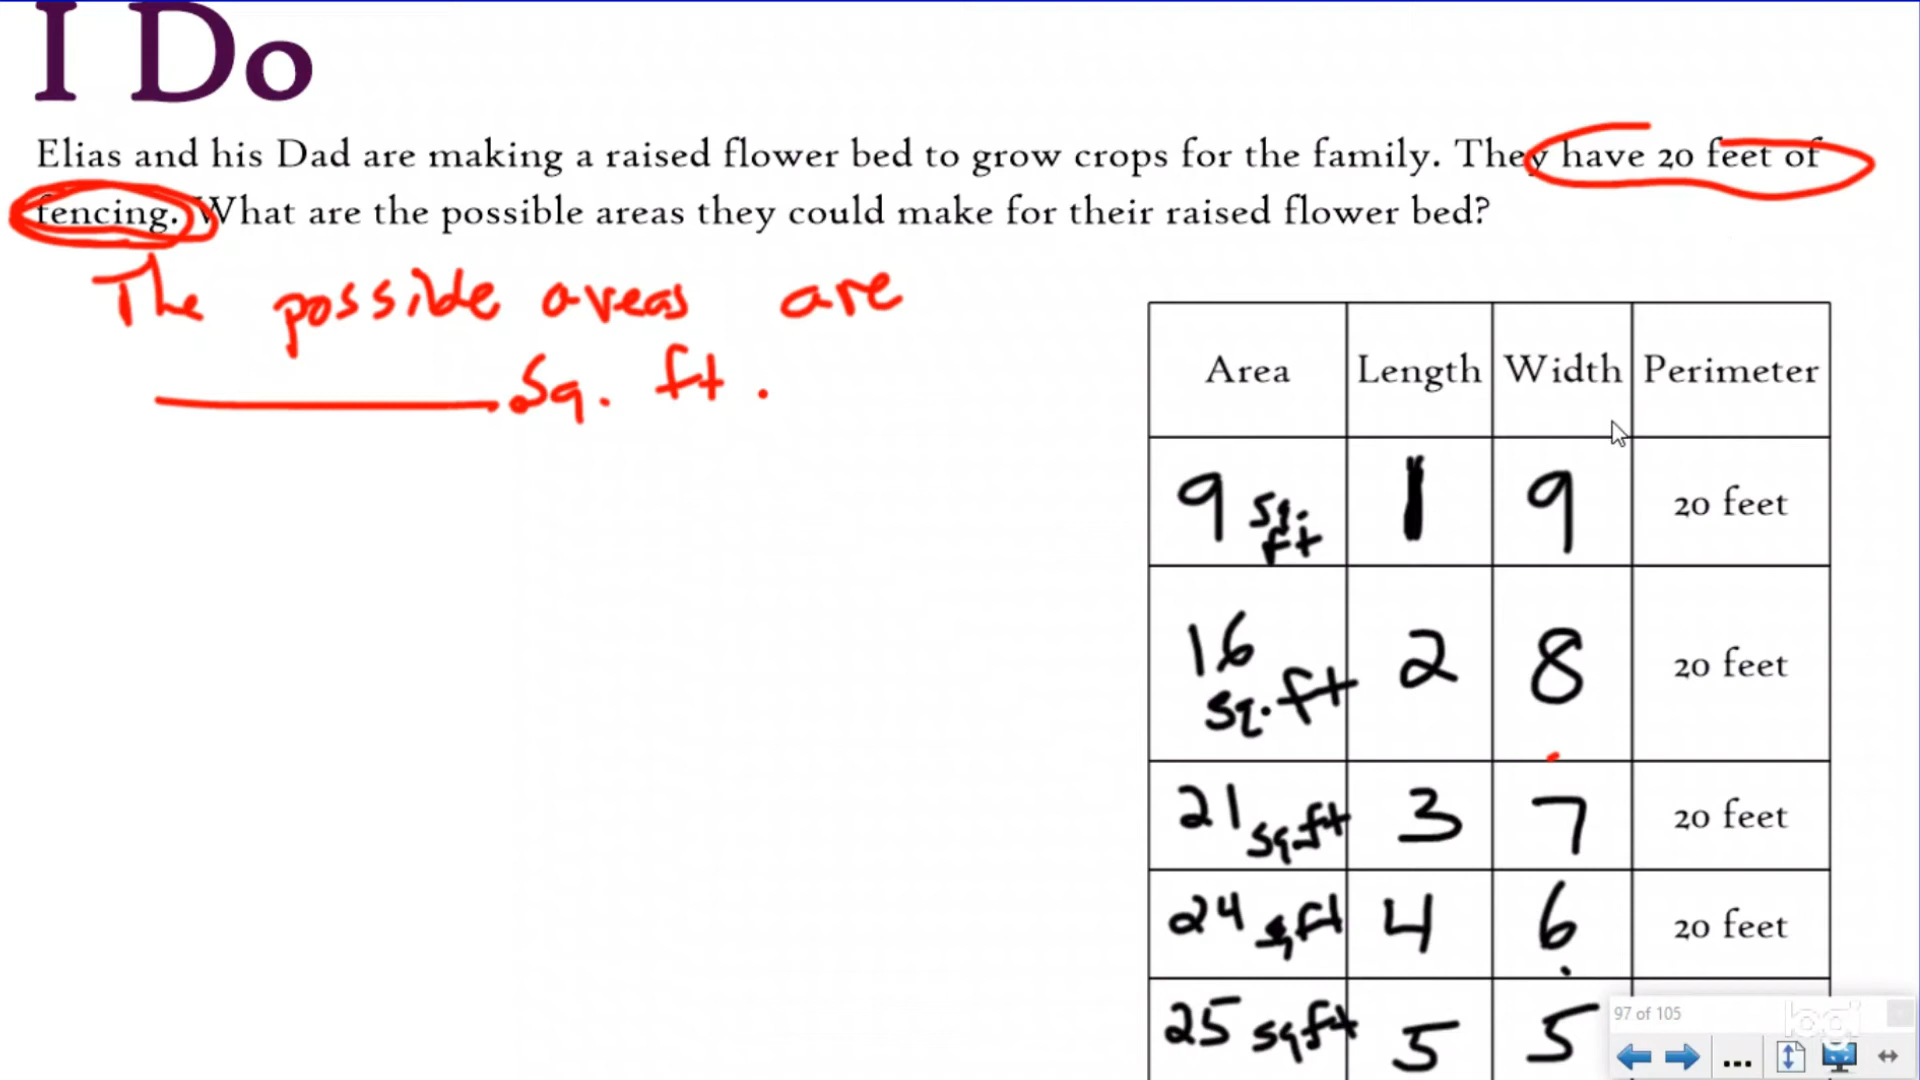 I Do
Elias and his Dad are making a raised flower bed to grow crops for the family. They have 20 feet of
fencing. What are the possible areas they could make for their raised flower bed?
The possible areas are
sq. ft.
Area Length Width Perimeter
9 sq. ft 1 9 20 feet
16 sq. ft 2 8 20 feet
21 sq. ft 3 7 20 feet
24 sq ft 4 6 20 feet
25 sq ft 5 5
97 of 105
logi